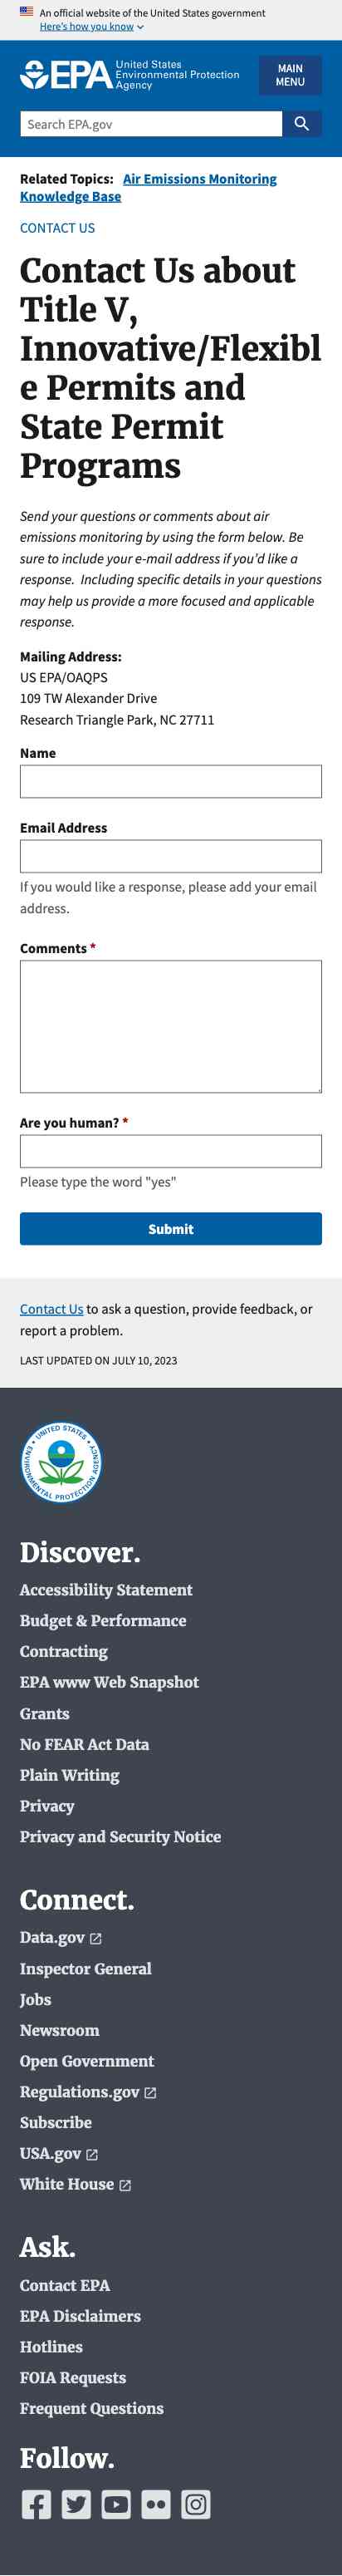 An official website of the United States government
Here's how you know
EPA
United States
Environmental Protection
Agency
MAIN
MENU
Search EPA.gov
Related Topics: Air Emissions Monitoring
Knowledge Base
CONTACT US
Contact Us about
Title V,
Innovative/Flexibl
e Permits and
State Permit
Programs
Send your questions or comments about air
emissions monitoring by using the form below. Be
sure to include your e-mail address if you'd like a
response.  Including specific details in your questions
may help us provide a more focused and applicable
response.
Mailing Address:
US EPA/OAQPS
109 TW Alexander Drive
Research Triangle Park, NC 27711
Name
Email Address
If you would like a response, please add your email
address.
Comments *
Are you human? *
Please type the word "yes"
Submit
Contact Us to ask a question, provide feedback, or
report a problem.
LAST UPDATED ON JULY 10, 2023
UNITED STATES
ENVIRONMENTAL PROTECTION AGENCY
Discover.
Accessibility Statement
Budget & Performance
Contracting
EPA www Web Snapshot
Grants
No FEAR Act Data
Plain Writing
Privacy
Privacy and Security Notice
Connect.
Data.gov
Inspector General
Jobs
Newsroom
Open Government
Regulations.gov
Subscribe
USA.gov
White House
Ask.
Contact EPA
EPA Disclaimers
Hotlines
FOIA Requests
Frequent Questions
Follow.